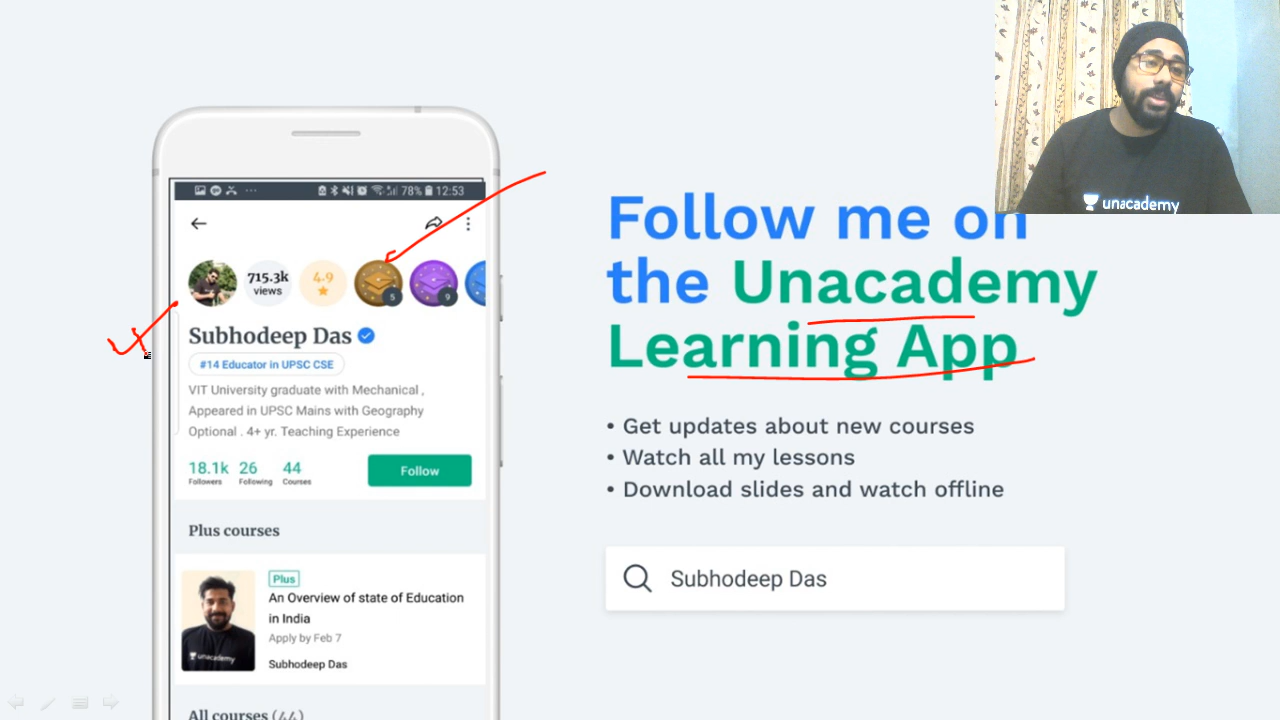 unacademy
78% 12:53
715.3k
views
4.9
5
9
Subhodeep Das
#14 Educator in UPSC CSE
VIT University graduate with Mechanical ,
Appeared in UPSC Mains with Geography
Optional . 4+ yr. Teaching Experience
18.1k 26 44
Followers Following Courses
Follow
Plus courses
Plus
An Overview of state of Education
in India
Apply by Feb 7
Subhodeep Das
unacademy
All courses (44)
Follow me on
the Unacademy
Learning App
• Get updates about new courses
• Watch all my lessons
• Download slides and watch offline
Subhodeep Das